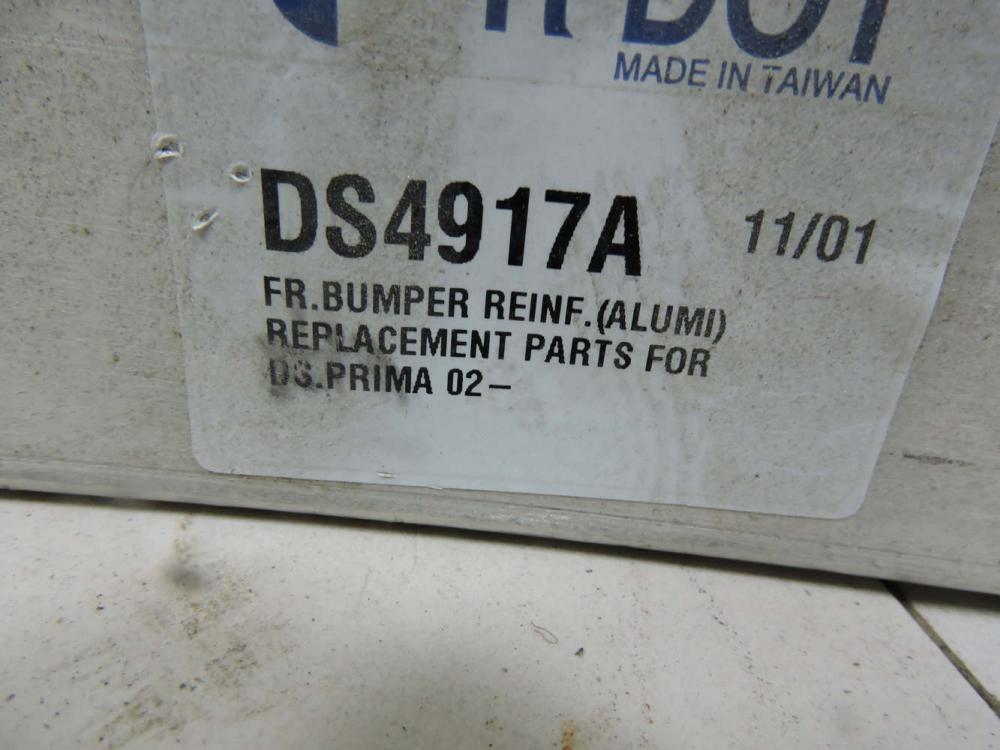 MADE IN TAIWAN
DS4917A 11/01
FR.BUMPER REINF.(ALUMI)
REPLACEMENT PARTS FOR
DS.PRIMA 02–